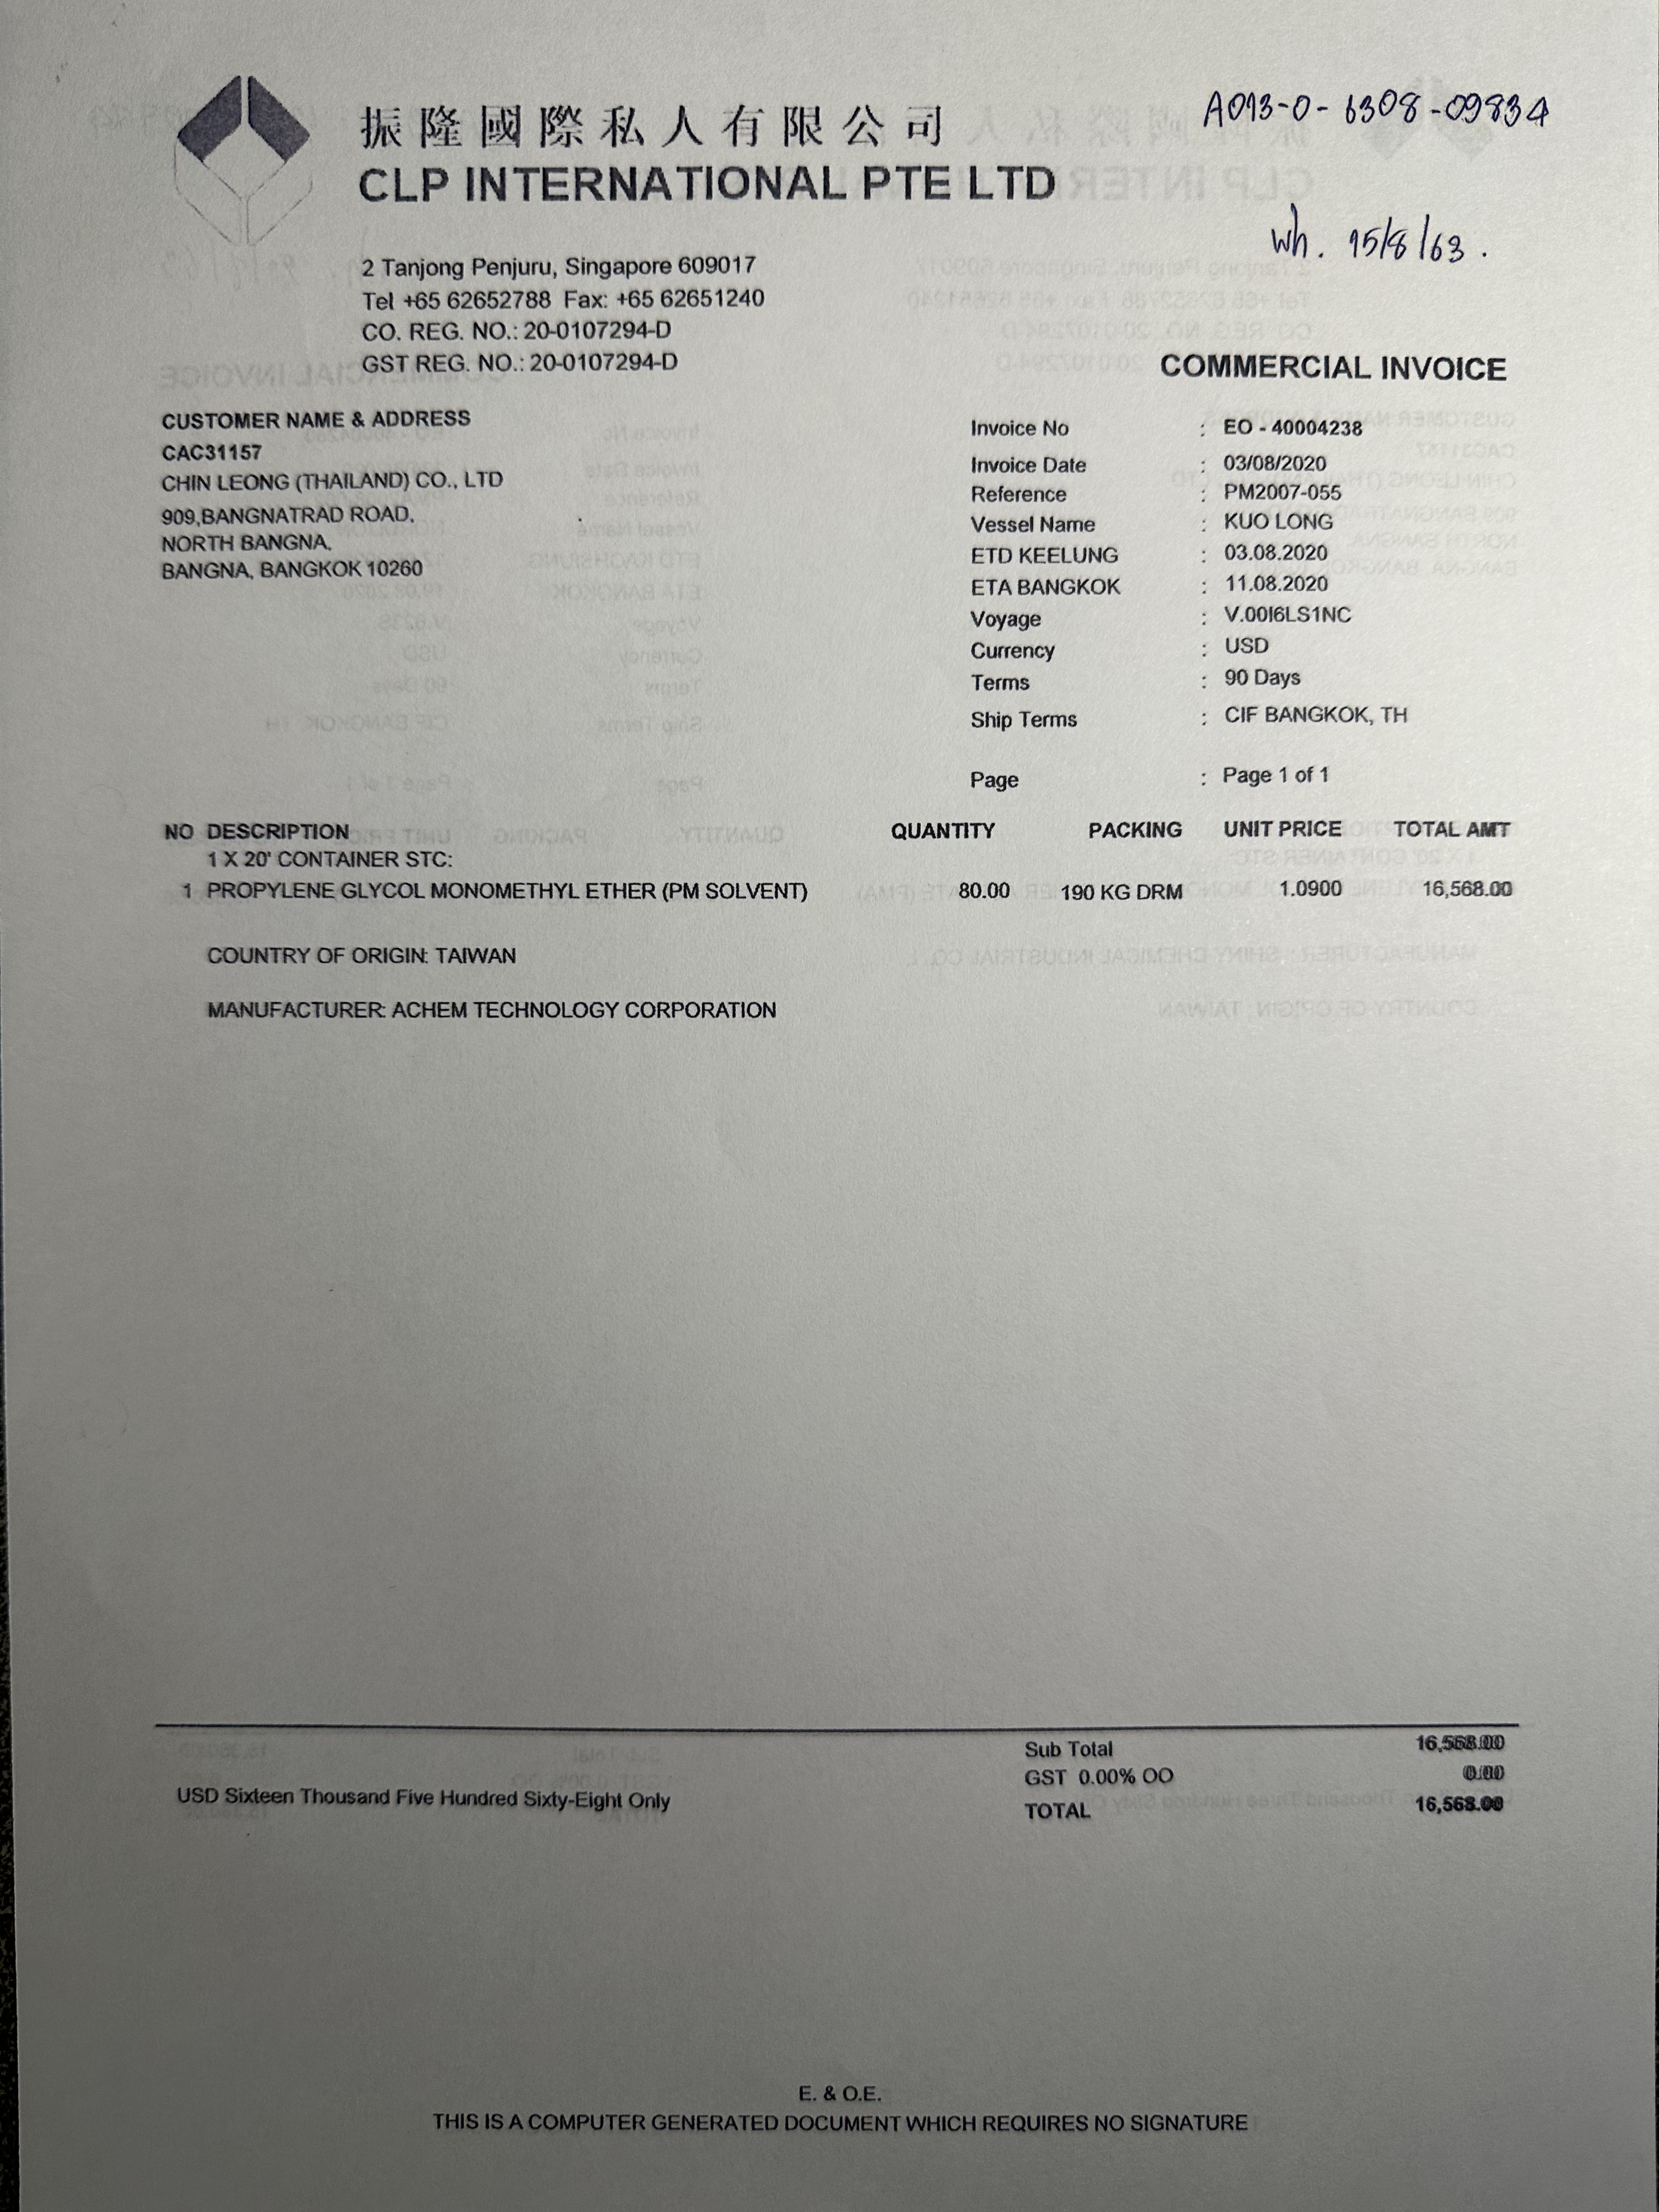 A013-0-6308-09834
振隆國際私人有限公司
CLP INTERNATIONAL PTE LTD
wh. 15/8/63.
2 Tanjong Penjuru, Singapore 609017
Tel +65 62652788 Fax: +65 62651240
CO. REG. NO.: 20-0107294-D
GST REG. NO.: 20-0107294-D
COMMERCIAL INVOICE
CUSTOMER NAME & ADDRESS
CAC31157
CHIN LEONG (THAILAND) CO., LTD
909,BANGNATRAD ROAD,
NORTH BANGNA,
BANGNA, BANGKOK 10260
Invoice No : EO - 40004238
Invoice Date : 03/08/2020
Reference : PM2007-055
Vessel Name : KUO LONG
ETD KEELUNG : 03.08.2020
ETA BANGKOK : 11.08.2020
Voyage : V.00I6LS1NC
Currency : USD
Terms : 90 Days
Ship Terms : CIF BANGKOK, TH
Page : Page 1 of 1
NO DESCRIPTION QUANTITY PACKING UNIT PRICE TOTAL AMT
1 X 20' CONTAINER STC:
1 PROPYLENE GLYCOL MONOMETHYL ETHER (PM SOLVENT) 80.00 190 KG DRM 1.0900 16,568.00
COUNTRY OF ORIGIN: TAIWAN
MANUFACTURER: ACHEM TECHNOLOGY CORPORATION
Sub Total 16,568.00
GST 0.00% OO 0.00
USD Sixteen Thousand Five Hundred Sixty-Eight Only
TOTAL 16,568.00
E. & O.E.
THIS IS A COMPUTER GENERATED DOCUMENT WHICH REQUIRES NO SIGNATURE